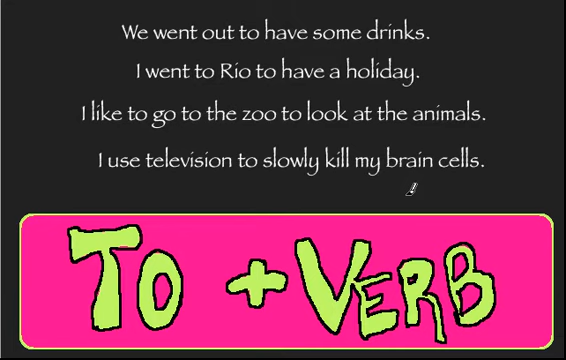 We went out to have some drinks.
I went to Rio to have a holiday.
I like to go to the zoo to look at the animals.
I use television to slowly kill my brain cells.
TO + VERB